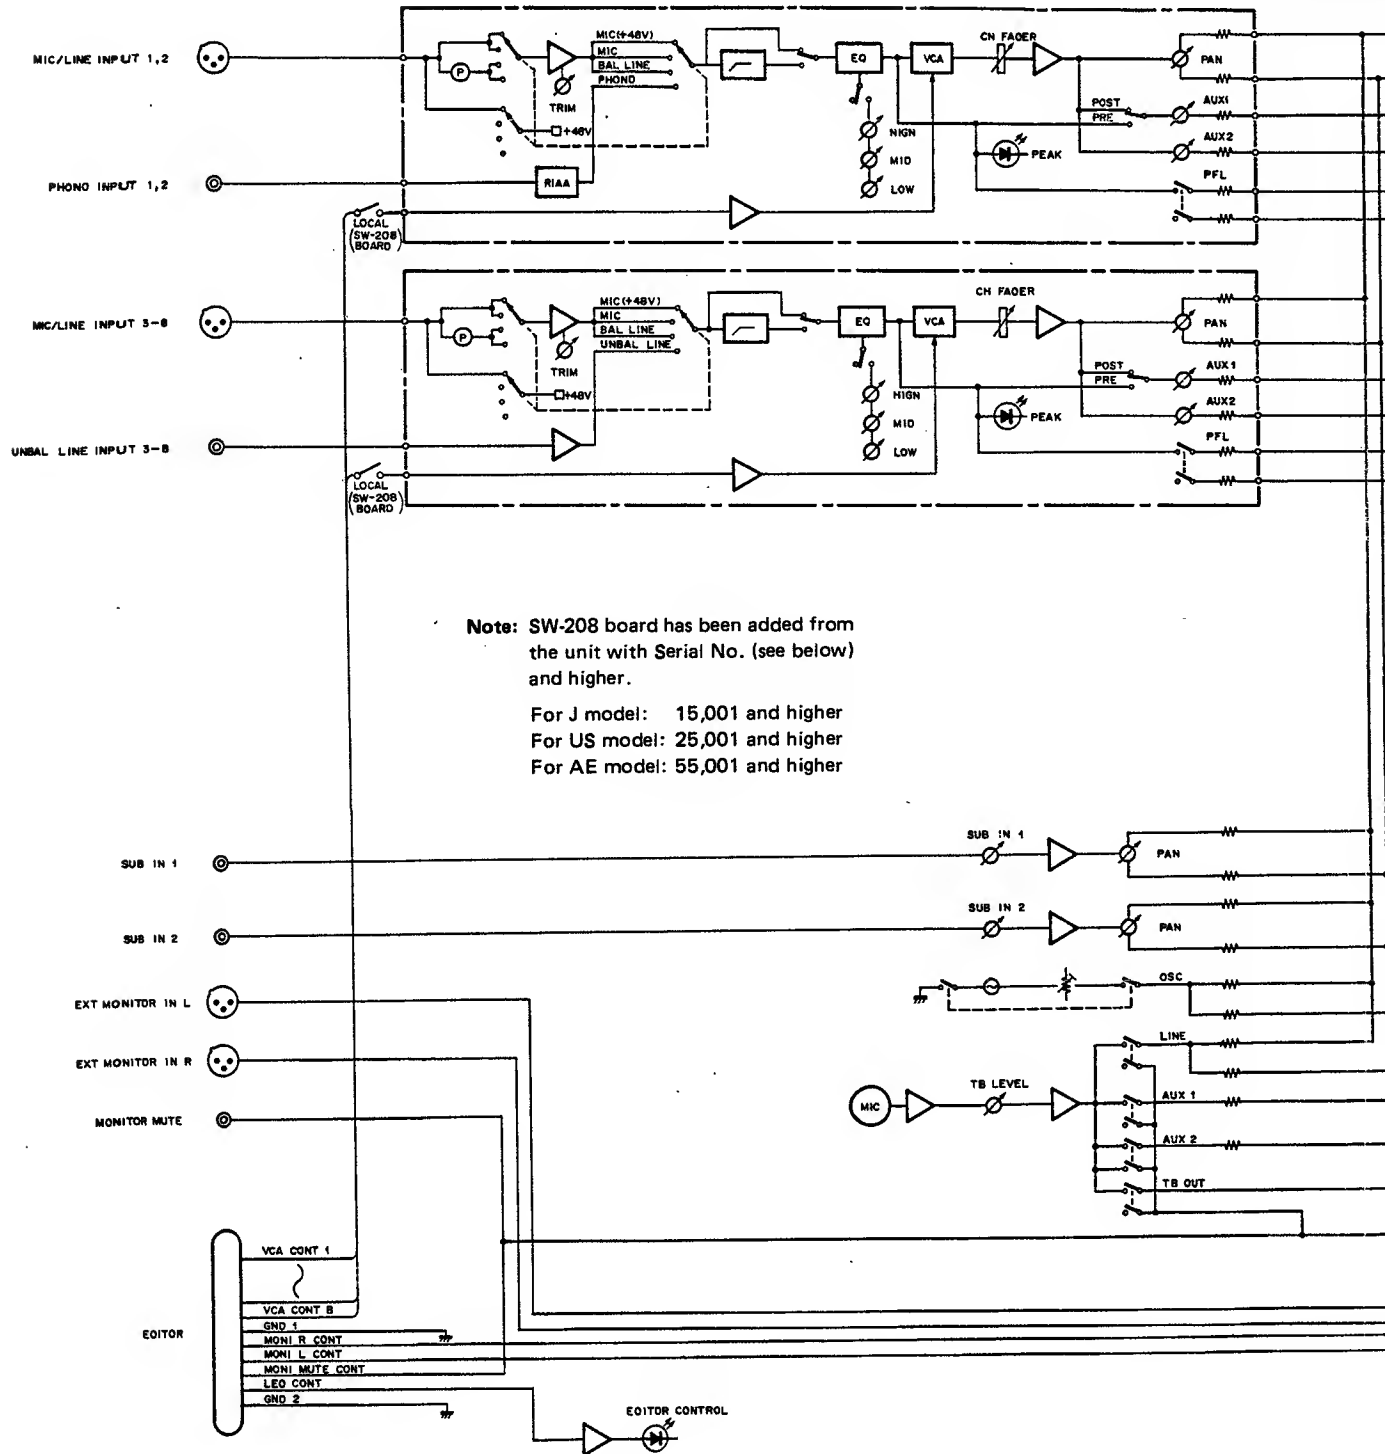 MIC/LINE INPUT 1,2
P
TRIM
+48V
MIC(+48V)
MIC
BAL LINE
PHONO
EQ
VCA
CH FADER
PAN
POST
PRE
AUX1
AUX2
NIGN
MID
LOW
PEAK
PFL
PHONO INPUT 1,2
RIAA
LOCAL
(SW-208
BOARD)
MIC/LINE INPUT 3-8
P
TRIM
+48V
MIC(+48V)
MIC
BAL LINE
UNBAL LINE
EQ
VCA
CH FADER
PAN
POST
PRE
AUX1
AUX2
HIGN
MID
LOW
PEAK
PFL
UNBAL LINE INPUT 3-8
LOCAL
(SW-208
BOARD)
Note: SW-208 board has been added from
the unit with Serial No. (see below)
and higher.
For J model: 15,001 and higher
For US model: 25,001 and higher
For AE model: 55,001 and higher
SUB IN 1
SUB IN 1
PAN
SUB IN 2
SUB IN 2
PAN
EXT MONITOR IN L
OSC
EXT MONITOR IN R
LINE
MIC
TB LEVEL
AUX 1
MONITOR MUTE
AUX 2
TB OUT
EDITOR
VCA CONT 1
VCA CONT 8
GND 1
MONI R CONT
MONI L CONT
MONI MUTE CONT
LED CONT
GND 2
EDITOR CONTROL